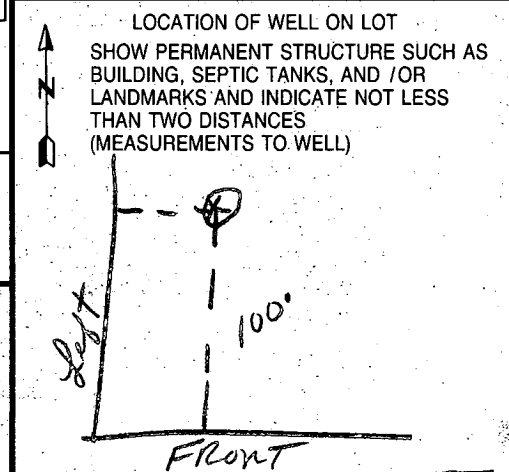 LOCATION OF WELL ON LOT
SHOW PERMANENT STRUCTURE SUCH AS
BUILDING, SEPTIC TANKS, AND /OR
LANDMARKS AND INDICATE NOT LESS
THAN TWO DISTANCES
(MEASUREMENTS TO WELL)
N
100'
Left
FRONT